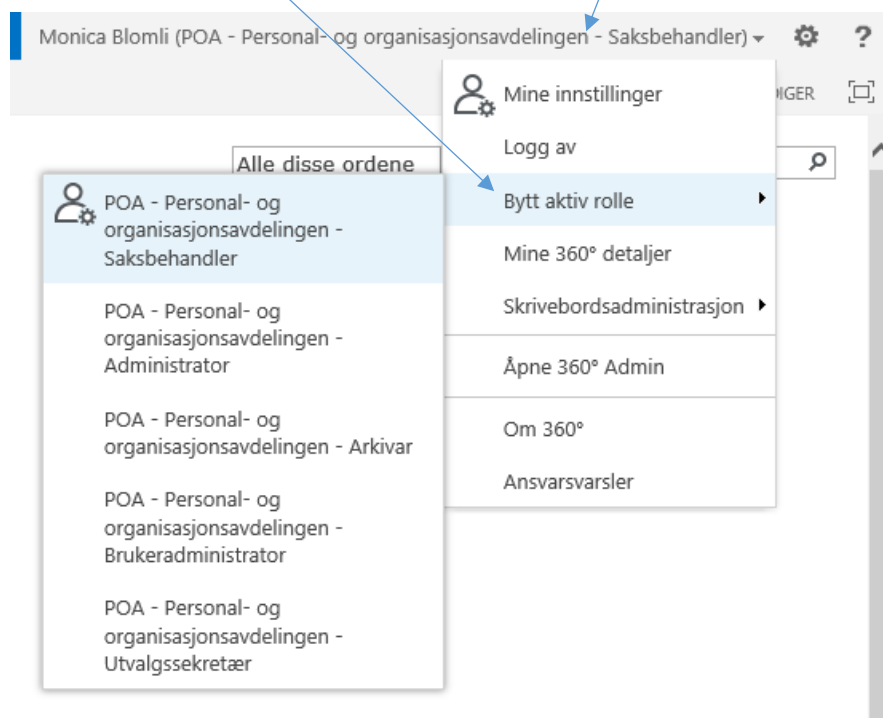 Monica Blomli (POA - Personal- og organisasjonsavdelingen - Saksbehandler)
?
Mine innstillinger
IGER
Logg av
Alle disse ordene
Bytt aktiv rolle
Mine 360° detaljer
Skrivebordsadministrasjon
Åpne 360° Admin
Om 360°
Ansvarsvarsler
POA - Personal- og
organisasjonsavdelingen -
Saksbehandler
POA - Personal- og
organisasjonsavdelingen -
Administrator
POA - Personal- og
organisasjonsavdelingen - Arkivar
POA - Personal- og
organisasjonsavdelingen -
Brukeradministrator
POA - Personal- og
organisasjonsavdelingen -
Utvalgssekretær